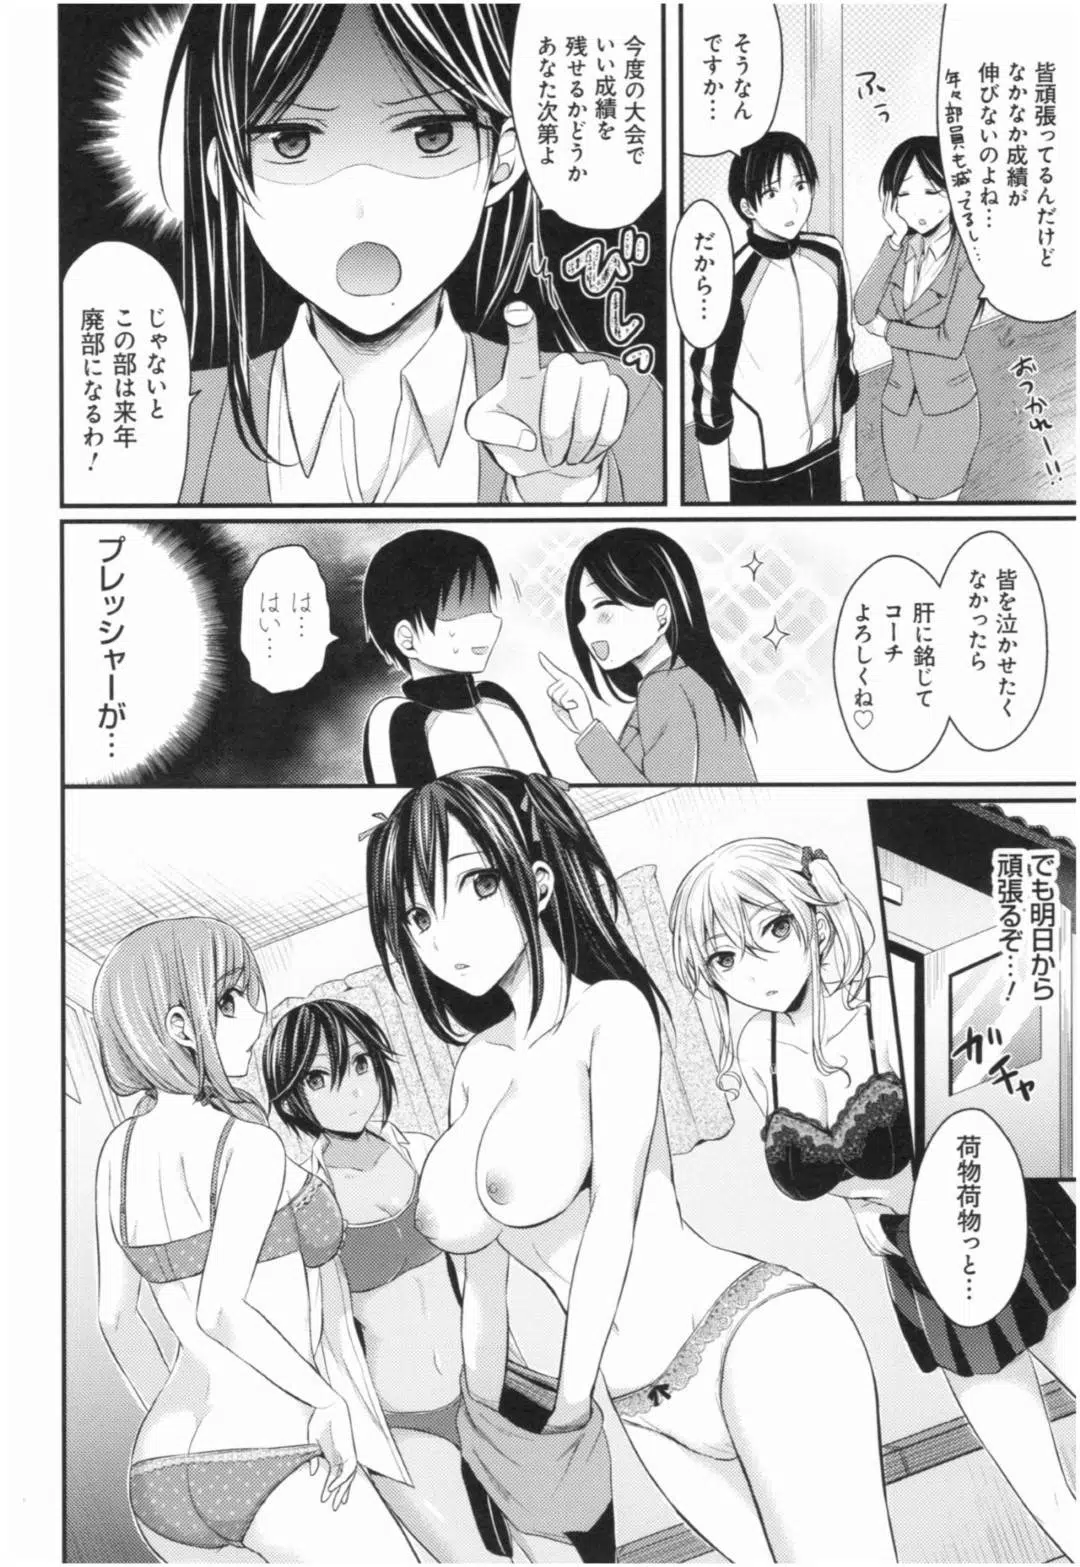 皆頑張ってるんだけど
なかなか成績が
伸びないのよね…
年々部員も減ってるし…
ふぅ
おつかれー!!
そうなん
ですか…
だから…
今度の大会で
いい成績を
残せるかどうか
あなた次第よ
びしっ
じゃないと
この部は来年
廃部になるわ!
皆を泣かせたく
なかったら
肝に銘じて
コーチ
よろしくね♡
は…
はい…
プレッシャーが…
でも明日から
頑張るぞ…!
ガチャ
荷物荷物っと…